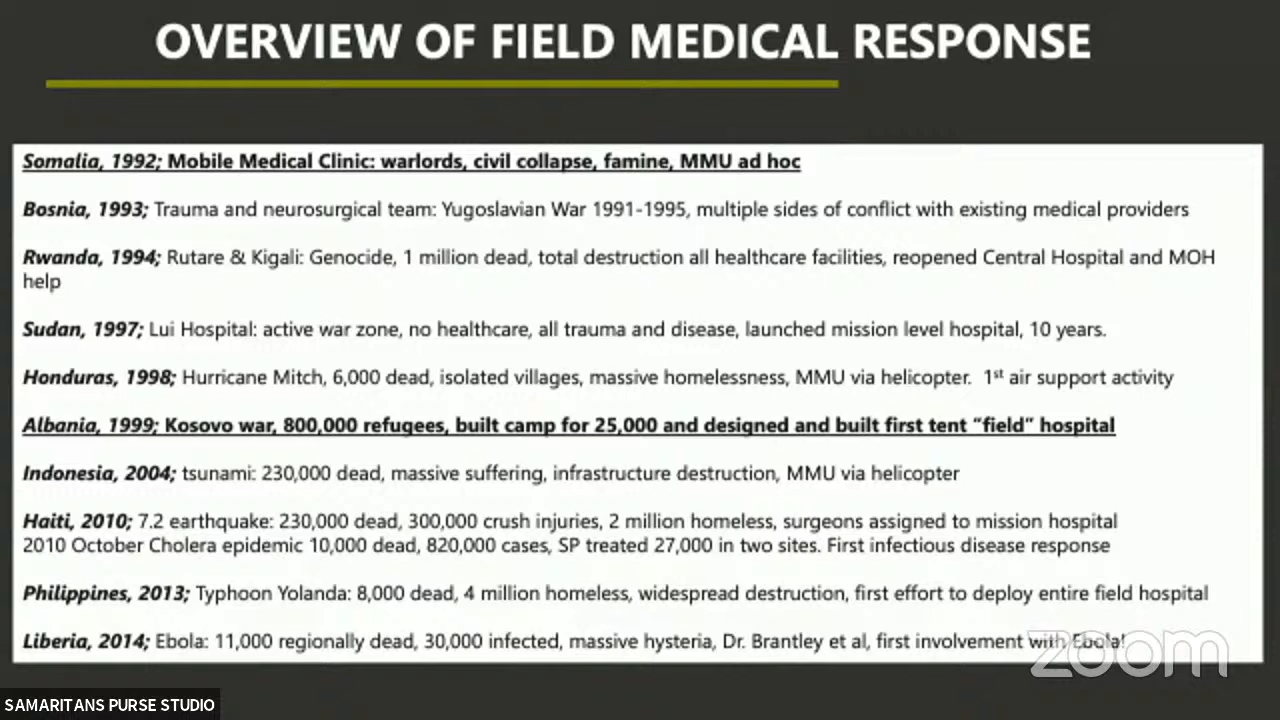 OVERVIEW OF FIELD MEDICAL RESPONSE
Somalia, 1992; Mobile Medical Clinic: warlords, civil collapse, famine, MMU ad hoc
Bosnia, 1993; Trauma and neurosurgical team: Yugoslavian War 1991-1995, multiple sides of conflict with existing medical providers
Rwanda, 1994; Rutare & Kigali: Genocide, 1 million dead, total destruction all healthcare facilities, reopened Central Hospital and MOH
help
Sudan, 1997; Lui Hospital: active war zone, no healthcare, all trauma and disease, launched mission level hospital, 10 years.
Honduras, 1998; Hurricane Mitch, 6,000 dead, isolated villages, massive homelessness, MMU via helicopter. 1st air support activity
Albania, 1999; Kosovo war, 800,000 refugees, built camp for 25,000 and designed and built first tent “field” hospital
Indonesia, 2004; tsunami: 230,000 dead, massive suffering, infrastructure destruction, MMU via helicopter
Haiti, 2010; 7.2 earthquake: 230,000 dead, 300,000 crush injuries, 2 million homeless, surgeons assigned to mission hospital
2010 October Cholera epidemic 10,000 dead, 820,000 cases, SP treated 27,000 in two sites. First infectious disease response
Philippines, 2013; Typhoon Yolanda: 8,000 dead, 4 million homeless, widespread destruction, first effort to deploy entire field hospital
Liberia, 2014; Ebola: 11,000 regionally dead, 30,000 infected, massive hysteria, Dr. Brantley et al, first involvement with Ebola!
zoom
SAMARITANS PURSE STUDIO